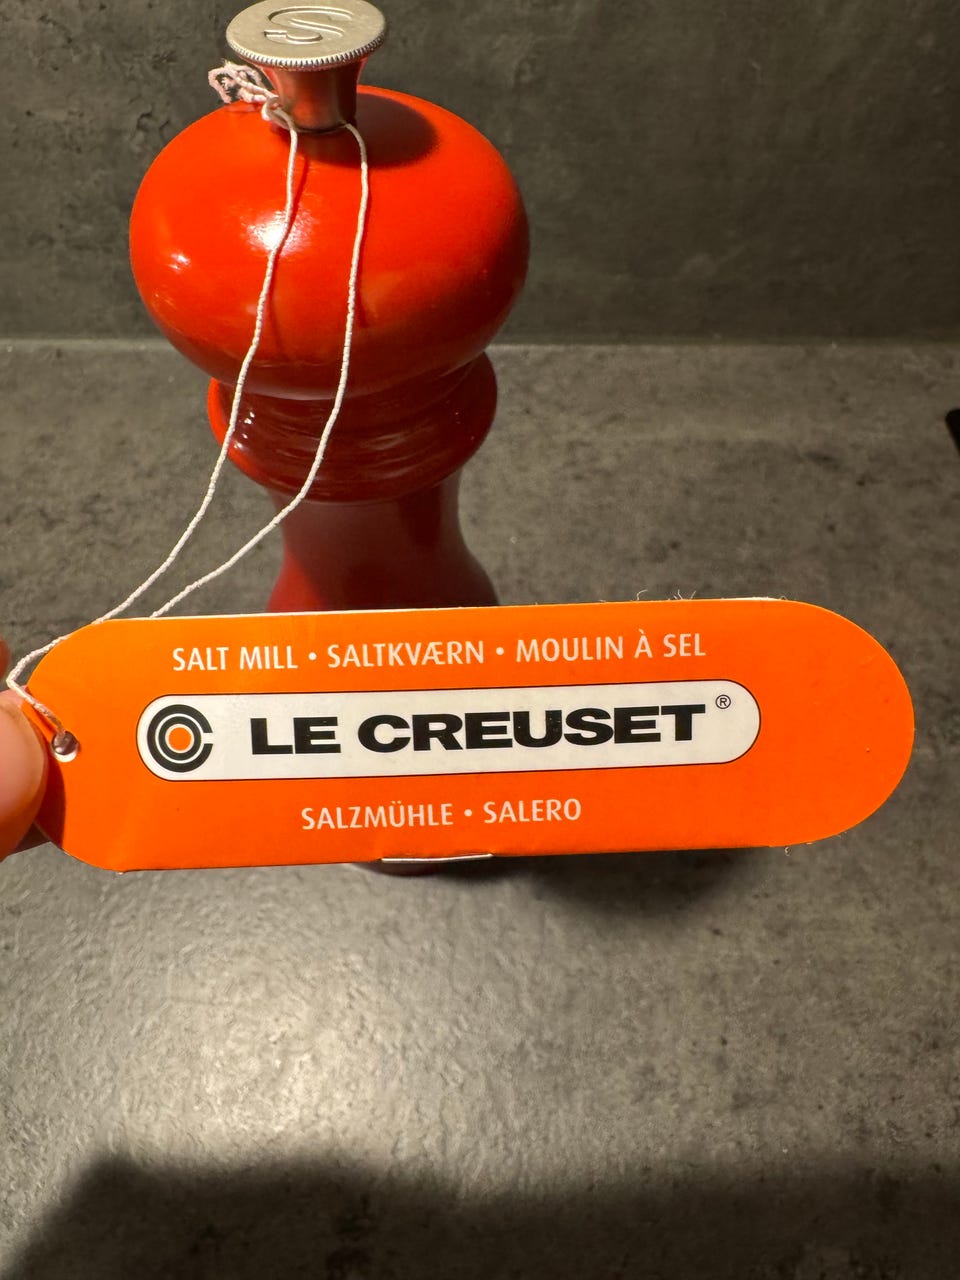 S
SALT MILL • SALTKVÆRN • MOULIN À SEL
LE CREUSET®
SALZMÜHLE • SALERO